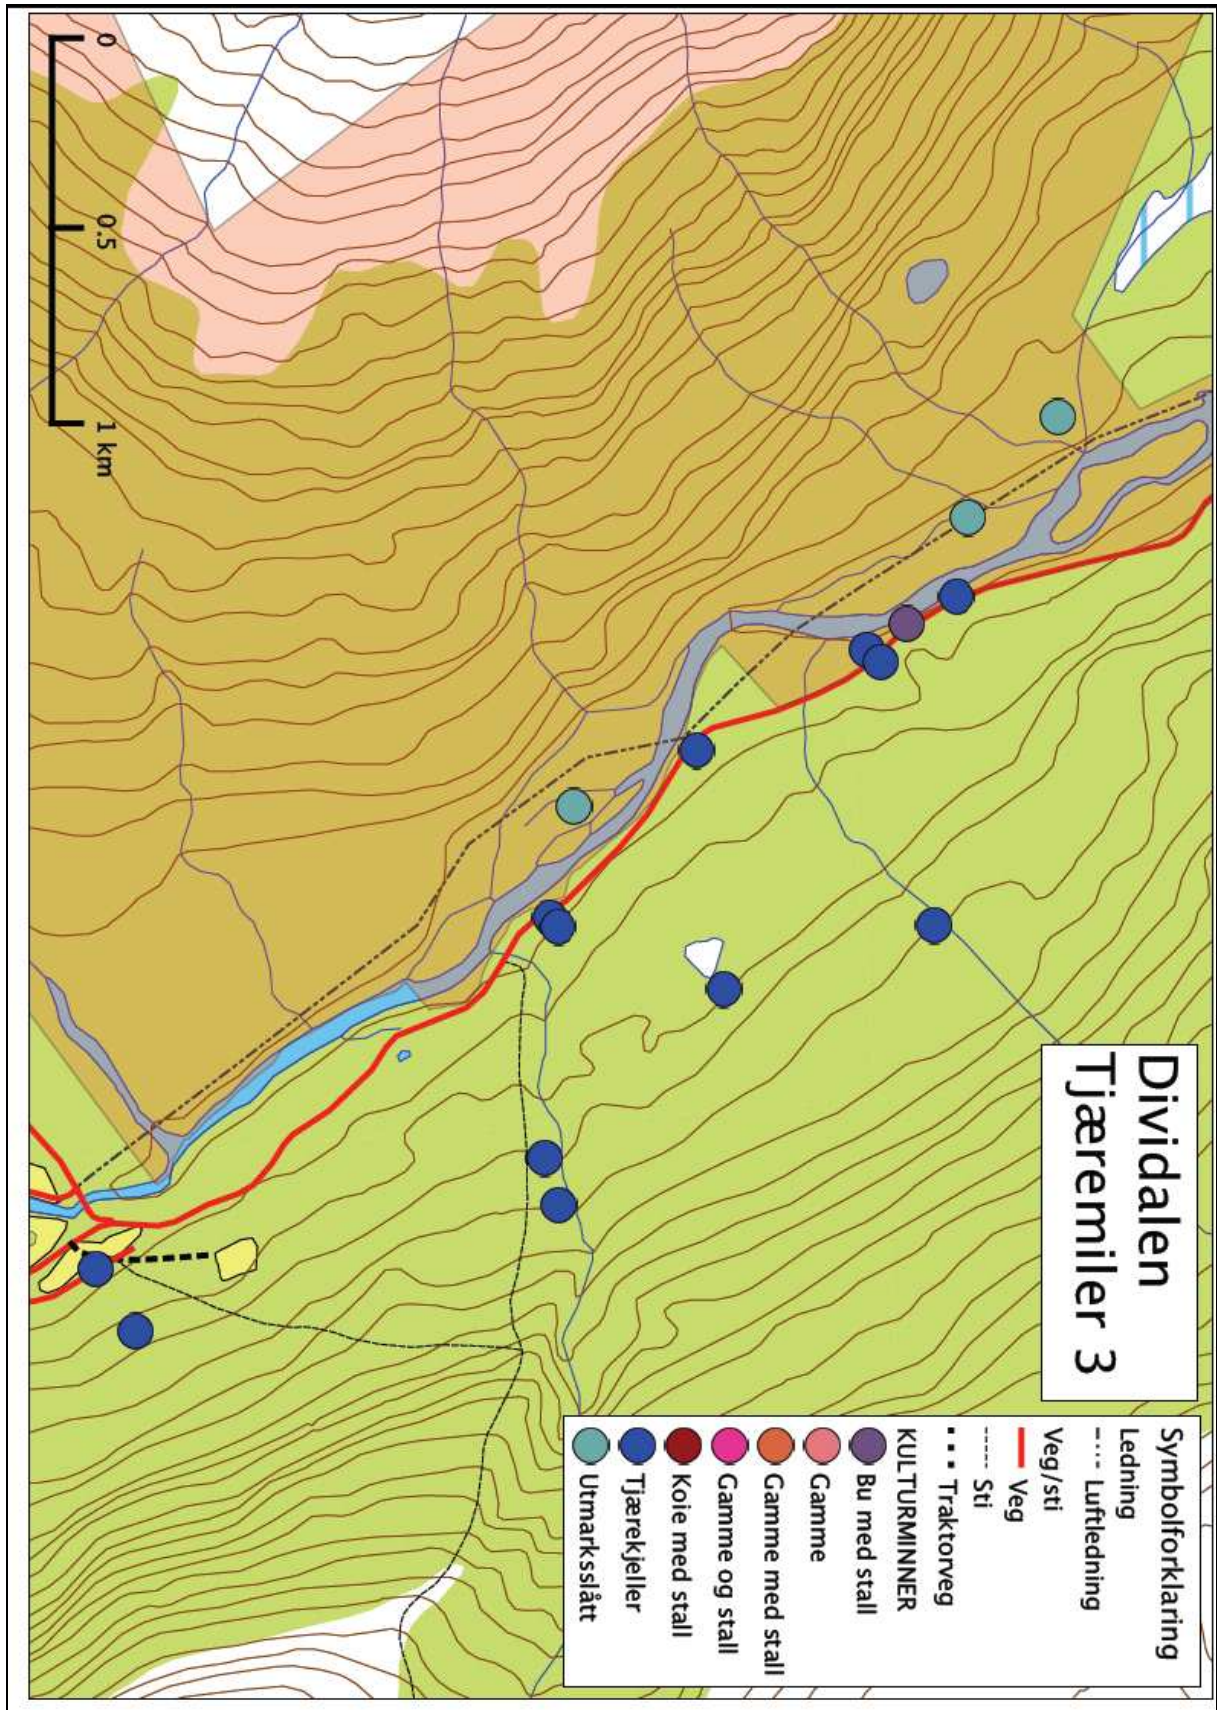 Dividalen
Tjæremiler 3
Symbolforklaring
Ledning
Luftledning
Veg/sti
Veg
Sti
Traktorveg
KULTURMINNER
Bu med stall
Gamme
Gamme med stall
Gamme og stall
Koie med stall
Tjærekjeller
Utmarksslått
0 0.5 1 km